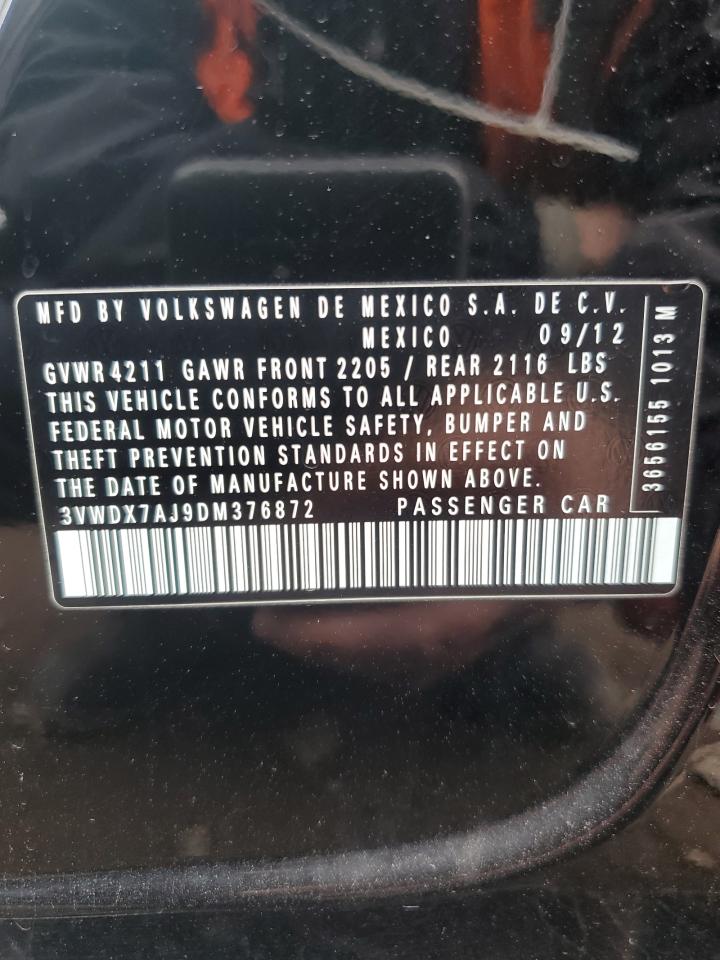 MFD BY VOLKSWAGEN DE MEXICO S.A. DE C.V.
MEXICO 09/12
GVWR 4211 GAWR FRONT 2205 / REAR 2116 LBS
THIS VEHICLE CONFORMS TO ALL APPLICABLE U.S.
FEDERAL MOTOR VEHICLE SAFETY, BUMPER AND
THEFT PREVENTION STANDARDS IN EFFECT ON
THE DATE OF MANUFACTURE SHOWN ABOVE.
3VWDX7AJ9DM376872 PASSENGER CAR
3656155 1013 M